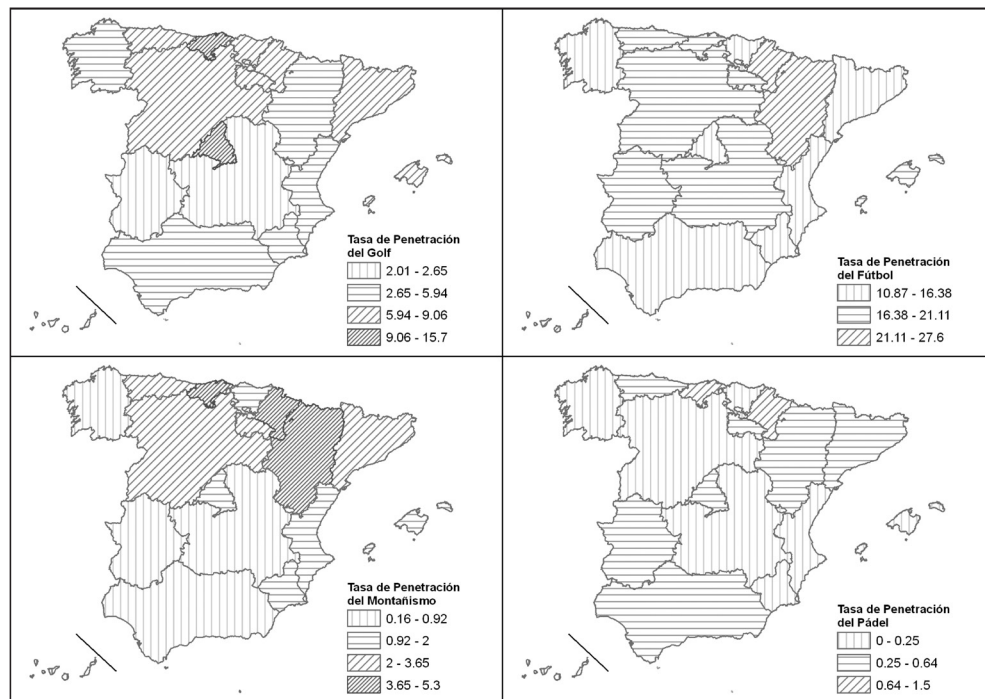 Tasa de Penetración
del Golf
2.01 - 2.65
2.65 - 5.94
5.94 - 9.06
9.06 - 15.7
Tasa de Penetración
del Fútbol
10.87 - 16.38
16.38 - 21.11
21.11 - 27.6
Tasa de Penetración
del Montañismo
0.16 - 0.92
0.92 - 2
2 - 3.65
3.65 - 5.3
Tasa de Penetración
del Pádel
0 - 0.25
0.25 - 0.64
0.64 - 1.5